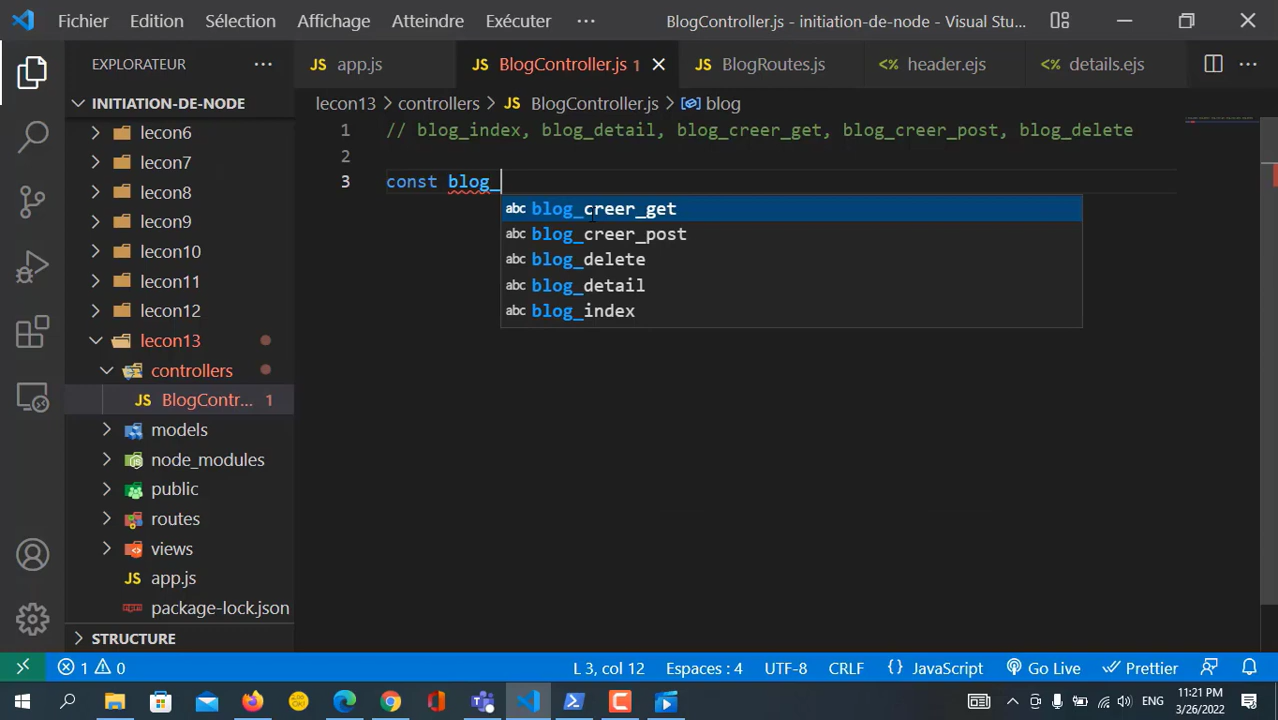 Fichier Edition Sélection Affichage Atteindre Exécuter ··· BlogController.js - initiation-de-node - Visual Stu...
EXPLORATEUR ···
app.js BlogController.js 1 BlogRoutes.js header.ejs details.ejs ···
INITIATION-DE-NODE
lecon13 > controllers > JS BlogController.js > blog
lecon6
lecon7
lecon8
lecon9
lecon10
lecon11
lecon12
lecon13
controllers
JS BlogContr... 1
models
node_modules
public
routes
views
JS app.js
package-lock.json
STRUCTURE
1 // blog_index, blog_detail, blog_creer_get, blog_creer_post, blog_delete
2
3 const blog_
abc blog_creer_get
abc blog_creer_post
abc blog_delete
abc blog_detail
abc blog_index
1 0 L 3, col 12 Espaces : 4 UTF-8 CRLF {} JavaScript Go Live Prettier
ENG 11:21 PM
3/26/2022